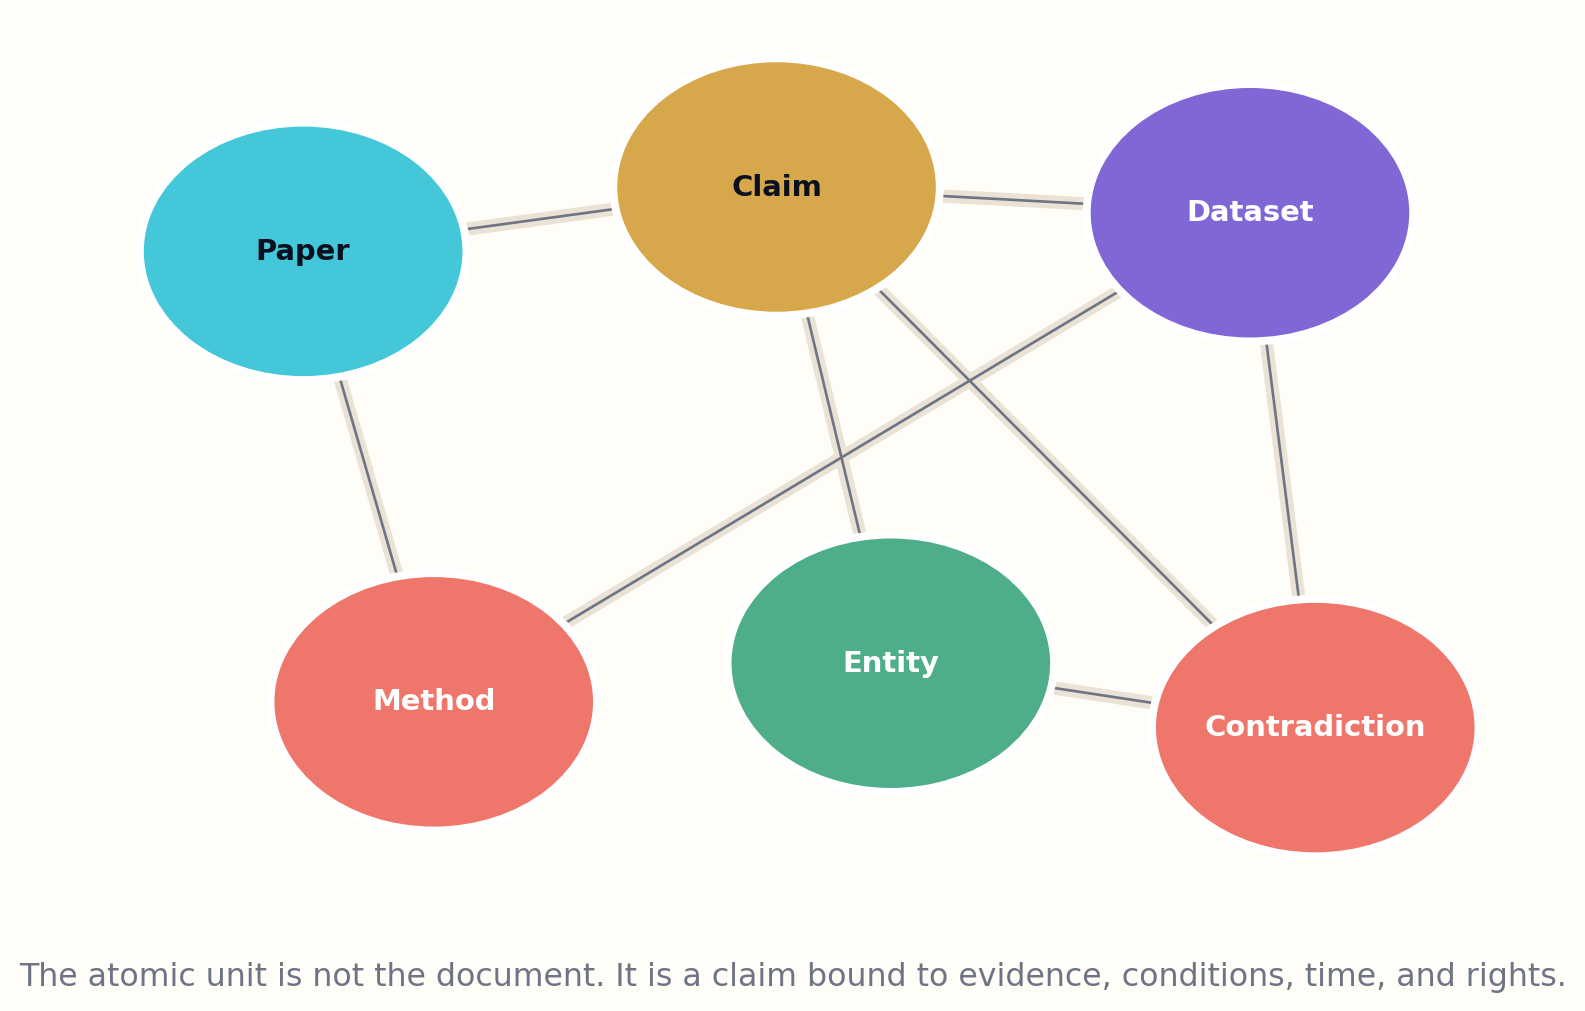 Claim
Dataset
Paper
Entity
Method
Contradiction
The atomic unit is not the document. It is a claim bound to evidence, conditions, time, and rights.